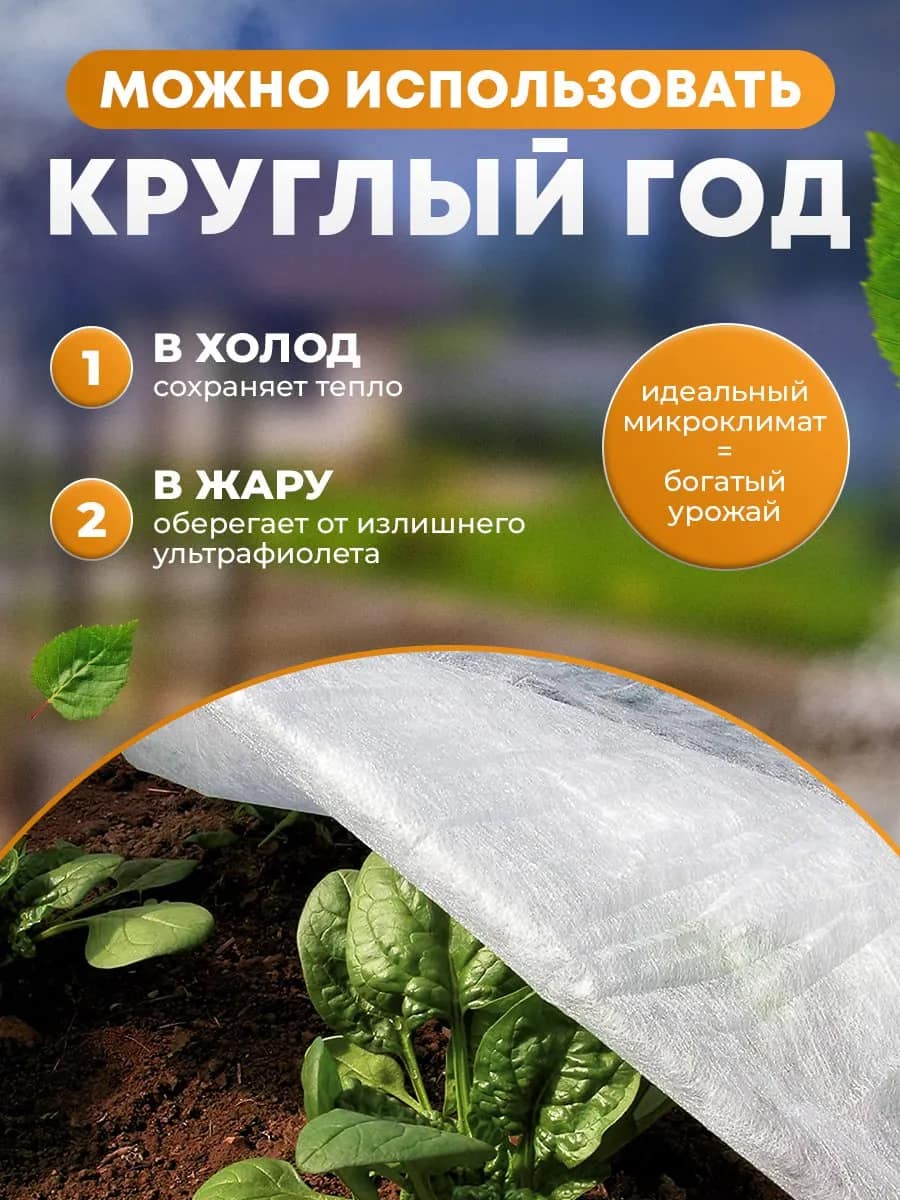 МОЖНО ИСПОЛЬЗОВАТЬ
КРУГЛЫЙ ГОД
1
В ХОЛОД
сохраняет тепло
2
В ЖАРУ
оберегает от излишнего
ультрафиолета
идеальный
микроклимат
=
богатый
урожай